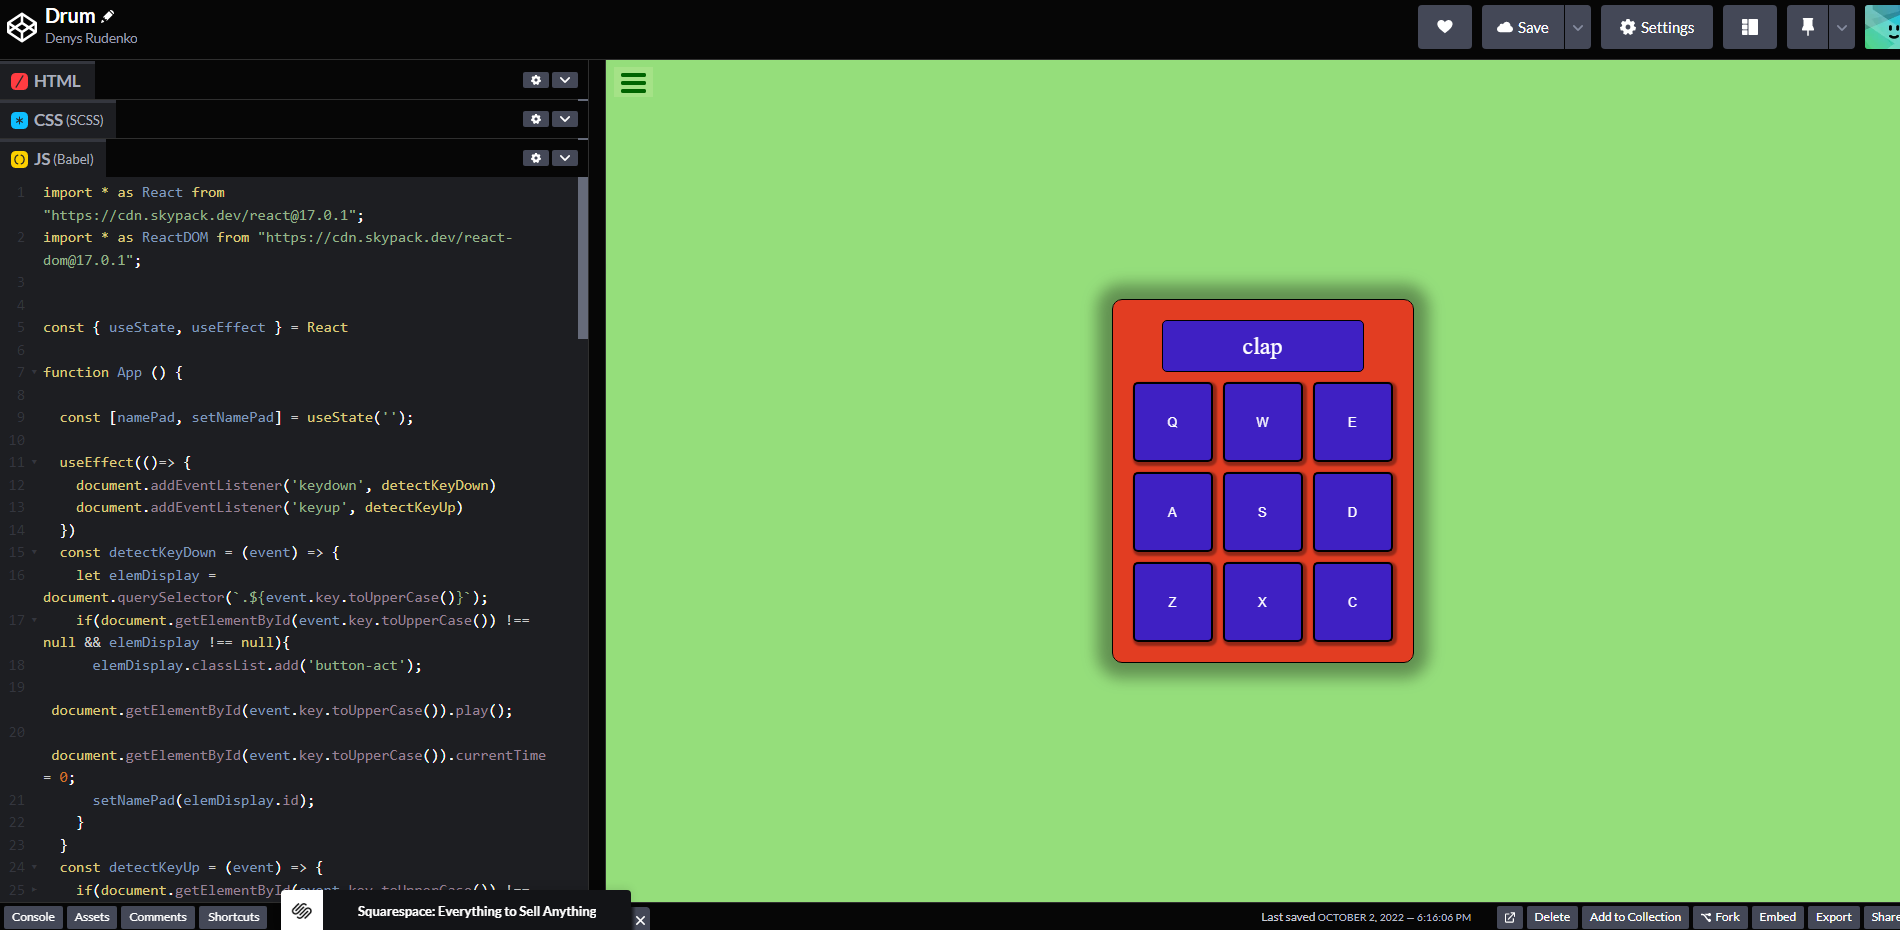 Drum
Denys Rudenko
Save
Settings
HTML
CSS (SCSS)
JS (Babel)
1 import * as React from
"https://cdn.skypack.dev/react@17.0.1";
2 import * as ReactDOM from "https://cdn.skypack.dev/react-
dom@17.0.1";
3
4
5 const { useState, useEffect } = React
6
7 function App () {
8
9 const [namePad, setNamePad] = useState('');
10
11 useEffect(()=> {
12 document.addEventListener('keydown', detectKeyDown)
13 document.addEventListener('keyup', detectKeyUp)
14 })
15 const detectKeyDown = (event) => {
16 let elemDisplay =
document.querySelector(`.${event.key.toUpperCase()}`);
17 if(document.getElementById(event.key.toUpperCase()) !==
null && elemDisplay !== null){
18 elemDisplay.classList.add('button-act');
19
document.getElementById(event.key.toUpperCase()).play();
20
document.getElementById(event.key.toUpperCase()).currentTime
= 0;
21 setNamePad(elemDisplay.id);
22 }
23 }
24 const detectKeyUp = (event) => {
25 if(document.getElementById(event.key.toUpperCase()) !==
clap
Q W E
A S D
Z X C
Console Assets Comments Shortcuts
Squarespace: Everything to Sell Anything
Last saved OCTOBER 2, 2022 — 6:16:06 PM
Delete Add to Collection Fork Embed Export Share